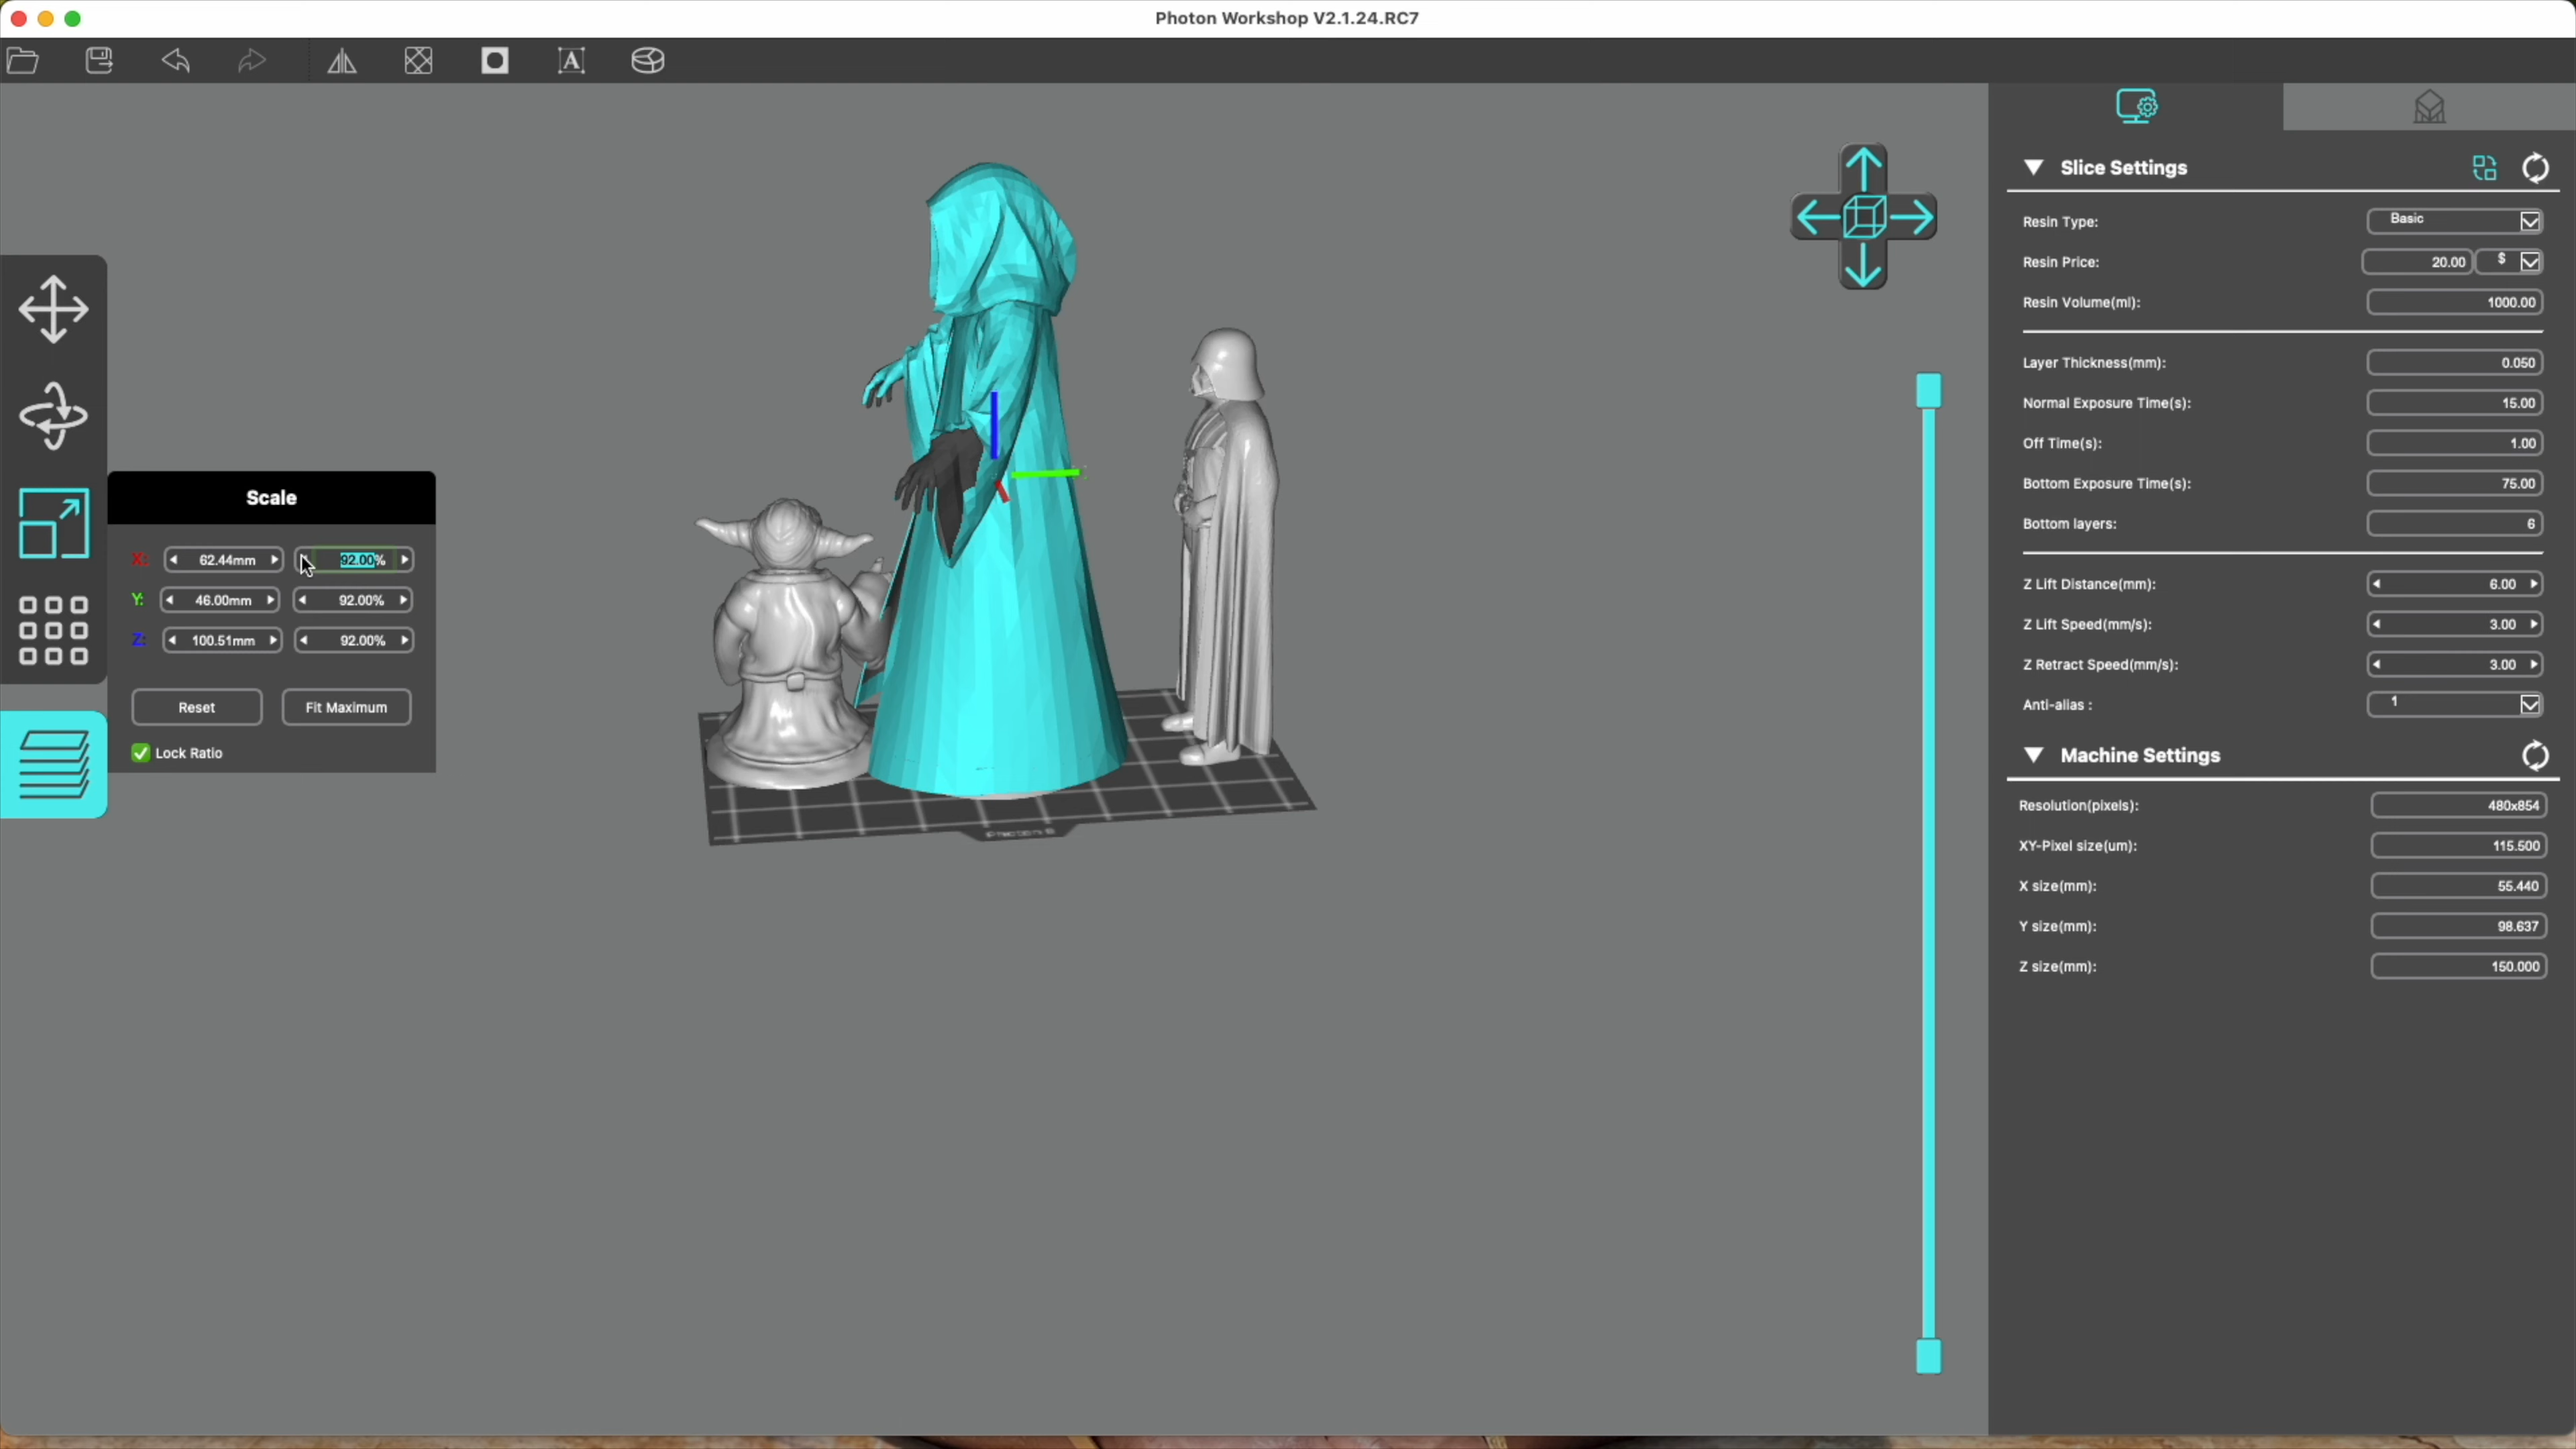 Photon Workshop V2.1.24.RC7
A
Scale
X: 62.44mm 92.00%
Y: 46.00mm 92.00%
Z: 100.51mm 92.00%
Reset Fit Maximum
Lock Ratio
Slice Settings
Resin Type: Basic
Resin Price: 20.00 $
Resin Volume(ml): 1000.00
Layer Thickness(mm): 0.050
Normal Exposure Time(s): 15.00
Off Time(s): 1.00
Bottom Exposure Time(s): 75.00
Bottom layers: 6
Z Lift Distance(mm): 6.00
Z Lift Speed(mm/s): 3.00
Z Retract Speed(mm/s): 3.00
Anti-alias : 1
Machine Settings
Resolution(pixels): 480x854
XY-Pixel size(um): 115.500
X size(mm): 55.440
Y size(mm): 98.637
Z size(mm): 150.000